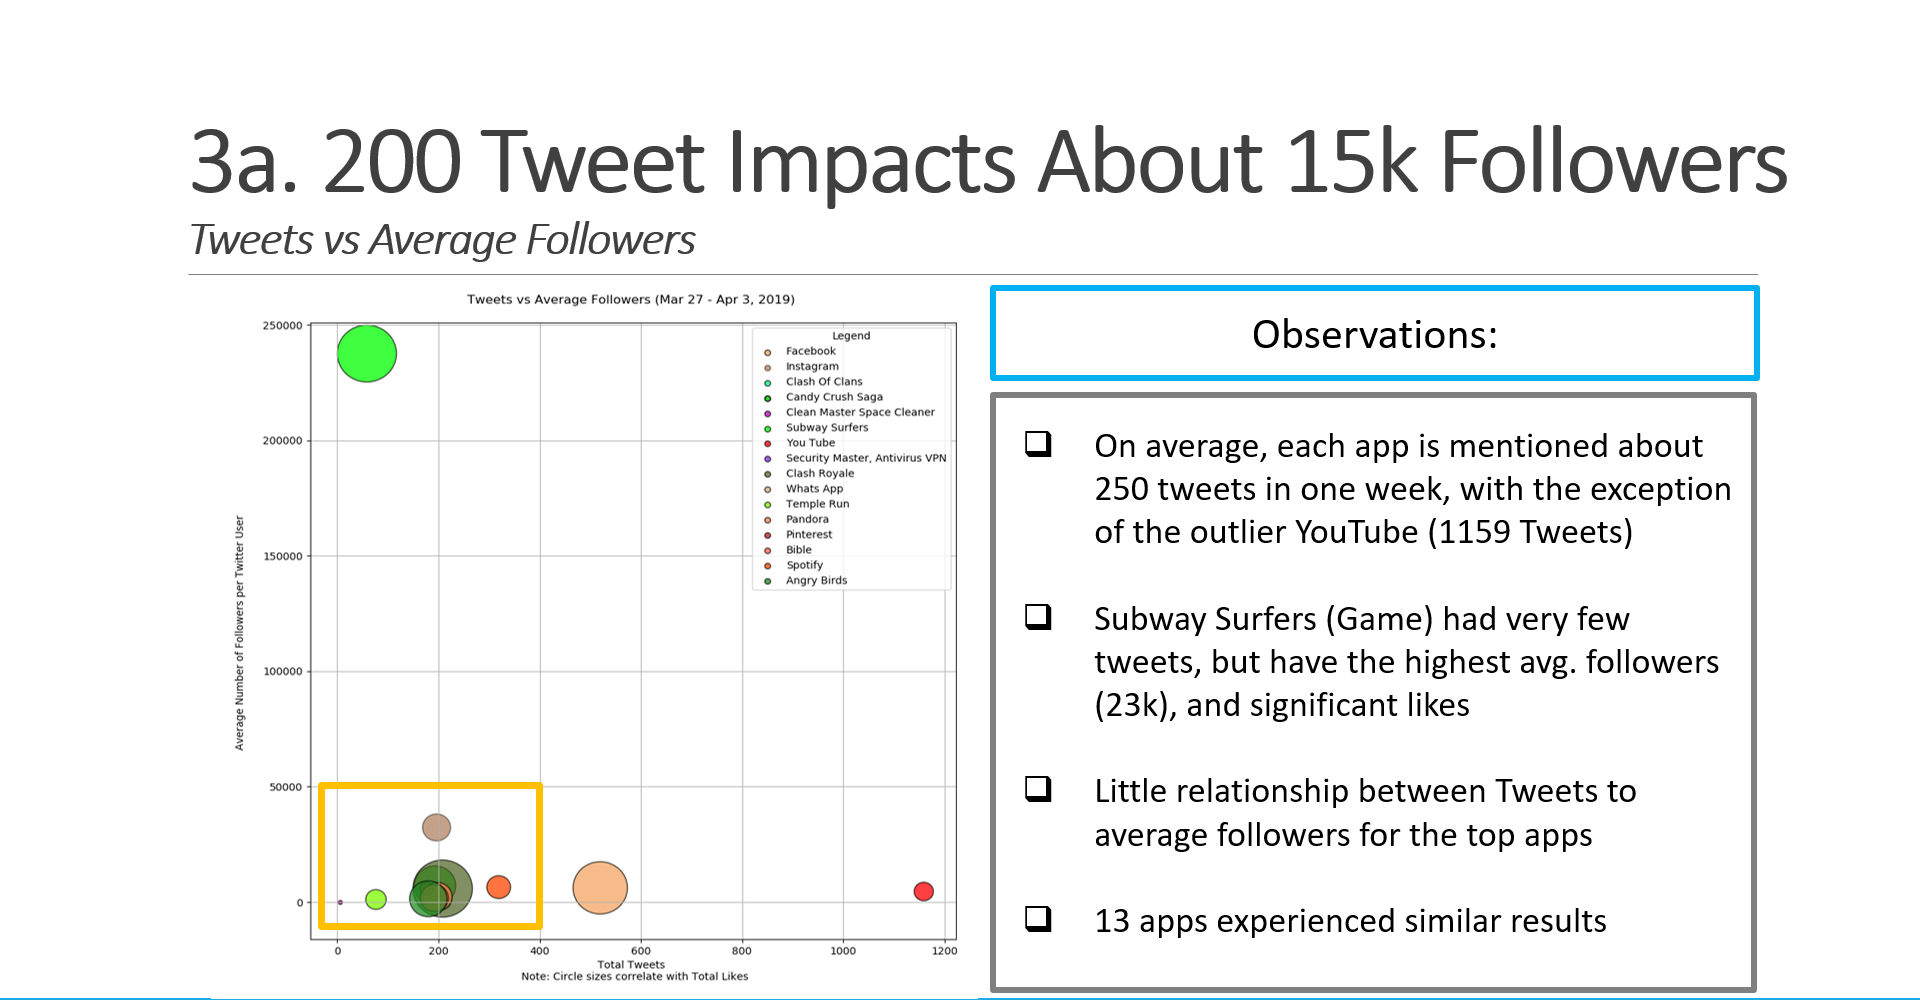 3a. 200 Tweet Impacts About 15k Followers
Tweets vs Average Followers
Tweets vs Average Followers (Mar 27 - Apr 3, 2019)
250000
200000
150000
100000
50000
0
Average Number of Followers per Twitter User
Legend
Facebook
Instagram
Clash Of Clans
Candy Crush Saga
Clean Master Space Cleaner
Subway Surfers
You Tube
Security Master, Antivirus VPN
Clash Royale
Whats App
Temple Run
Pandora
Pinterest
Bible
Spotify
Angry Birds
0 200 400 600 800 1000 1200
Total Tweets
Note: Circle sizes correlate with Total Likes
Observations:
On average, each app is mentioned about
250 tweets in one week, with the exception
of the outlier YouTube (1159 Tweets)
Subway Surfers (Game) had very few
tweets, but have the highest avg. followers
(23k), and significant likes
Little relationship between Tweets to
average followers for the top apps
13 apps experienced similar results